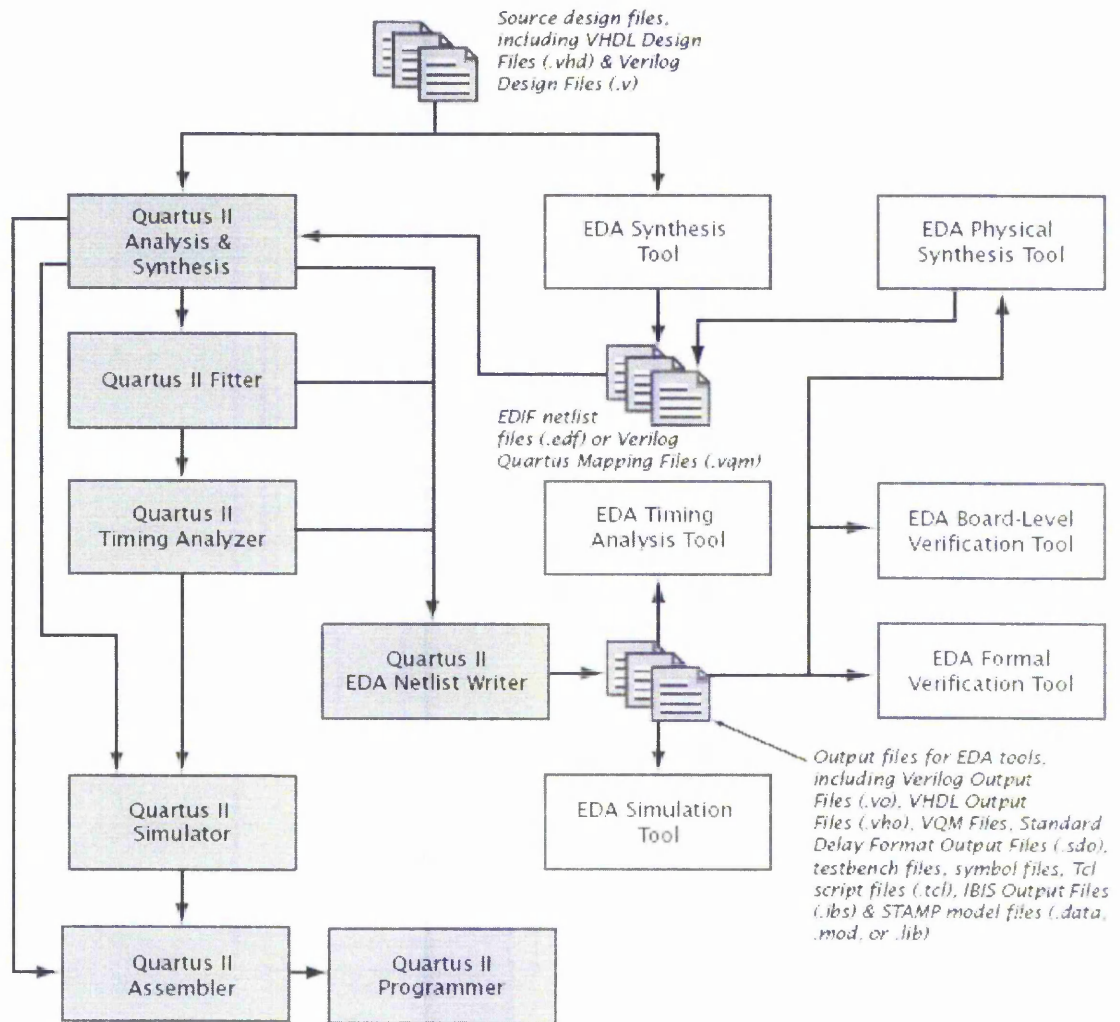 Source design files,
including VHDL Design
Files (.vhd) & Verilog
Design Files (.v)
Quartus II
Analysis &
Synthesis
EDA Synthesis
Tool
EDA Physical
Synthesis Tool
Quartus II Fitter
EDIF netlist
files (.edf) or Verilog
Quartus Mapping Files (.vqm)
Quartus II
Timing Analyzer
EDA Timing
Analysis Tool
EDA Board-Level
Verification Tool
Quartus II
EDA Netlist Writer
EDA Formal
Verification Tool
Quartus II
Simulator
EDA Simulation
Tool
Output files for EDA tools,
including Verilog Output
Files (.vo), VHDL Output
Files (.vho), VQM Files, Standard
Delay Format Output Files (.sdo),
testbench files, symbol files, Tcl
script files (.tcl), IBIS Output Files
(.ibs) & STAMP model files (.data,
.mod, or .lib)
Quartus II
Assembler
Quartus II
Programmer